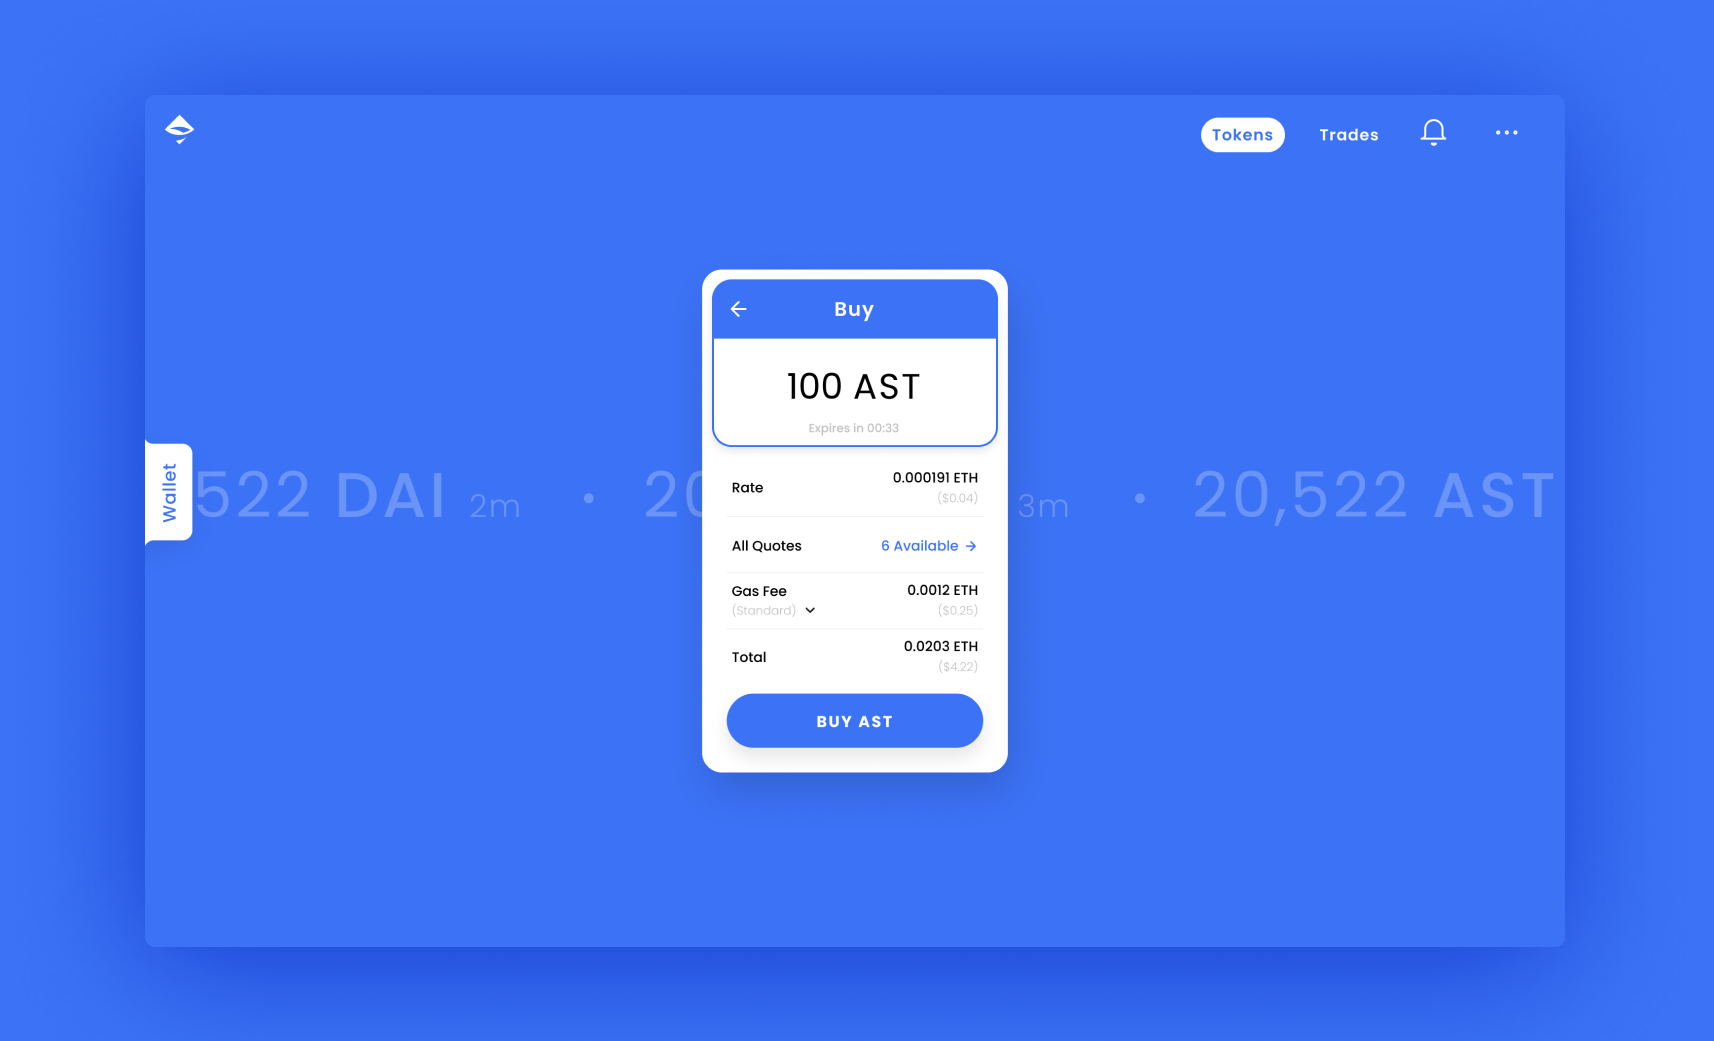 Tokens
Trades
Buy
100 AST
Expires in 00:33
Wallet
522 DAI 2m • 20
3m • 20,522 AST
Rate
0.000191 ETH
($0.04)
All Quotes
6 Available →
Gas Fee
(Standard)
0.0012 ETH
($0.25)
Total
0.0203 ETH
($4.22)
BUY AST